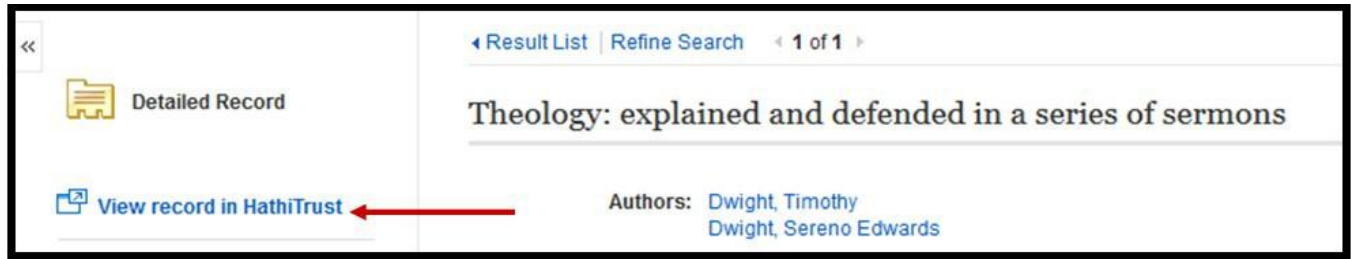 «
Detailed Record
View record in HathiTrust
Result List | Refine Search 1 of 1
Theology: explained and defended in a series of sermons
Authors: Dwight, Timothy
Dwight, Sereno Edwards